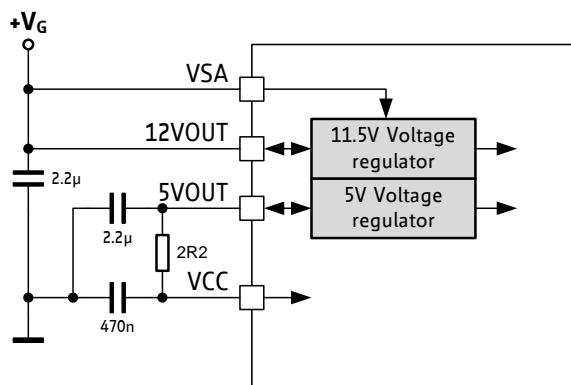 +VG
VSA
12VOUT
11.5V Voltage
regulator
2.2µ
5VOUT
5V Voltage
regulator
2.2µ
2R2
VCC
470n